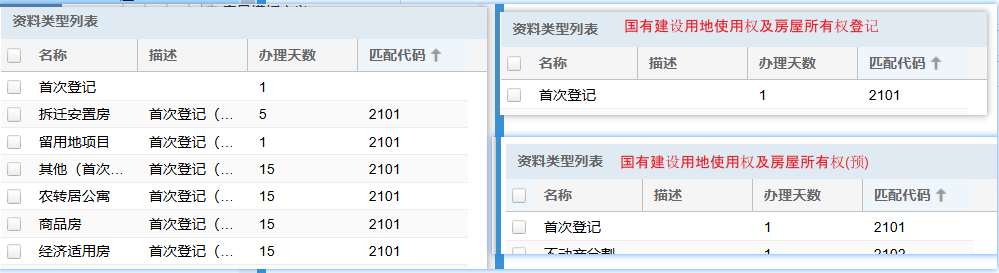 资料类型列表
名称 描述 办理天数 匹配代码
首次登记 1
拆迁安置房 首次登记（... 5 2101
留用地项目 首次登记（... 1 2101
其他（首次... 首次登记（... 15 2101
农转居公寓 首次登记（... 15 2101
商品房 首次登记（... 15 2101
经济适用房 首次登记（... 15 2101
资料类型列表 国有建设用地使用权及房屋所有权登记
名称 描述 办理天数 匹配代码
首次登记 1 2101
资料类型列表 国有建设用地使用权及房屋所有权(预)
名称 描述 办理天数 匹配代码
首次登记 1 2101